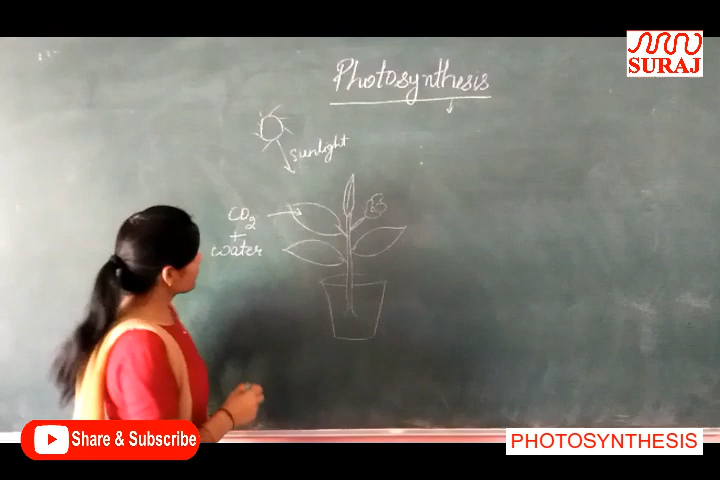 SURAJ
Photosynthesis
sunlight
CO2
+
water
Share & Subscribe
PHOTOSYNTHESIS